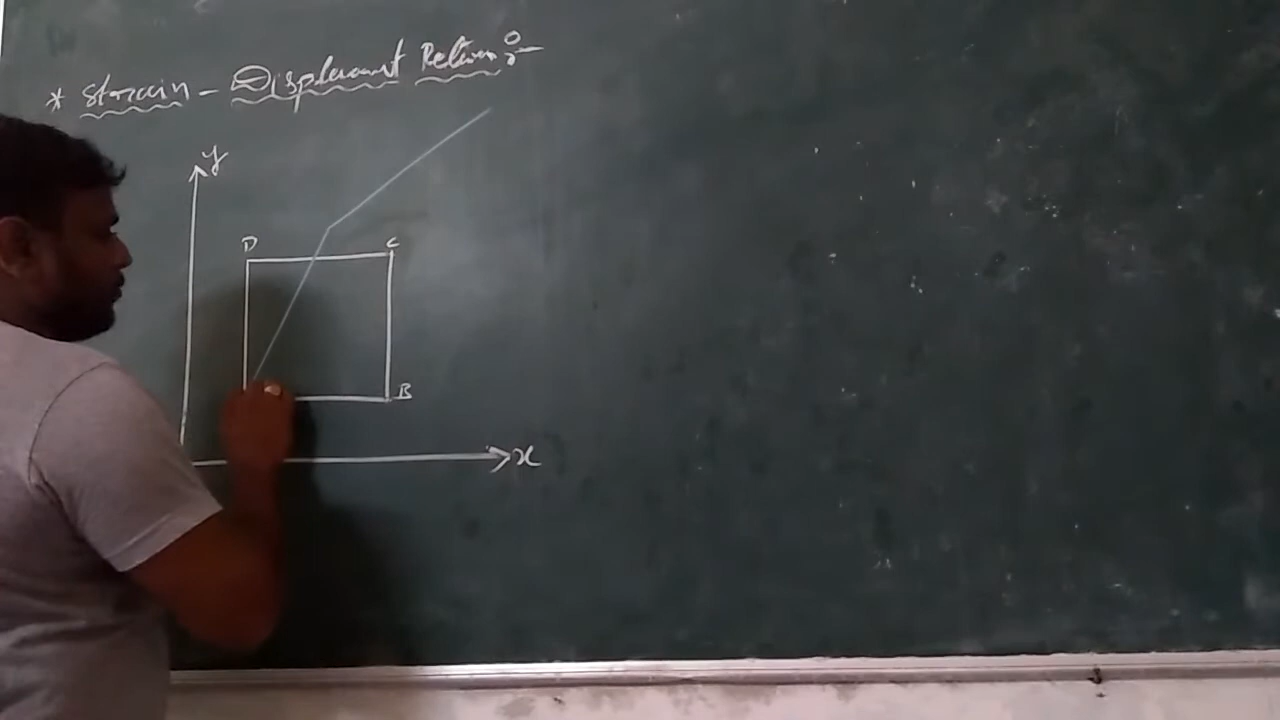 * Strain - Displacement Relation :-
y
D C
B
x